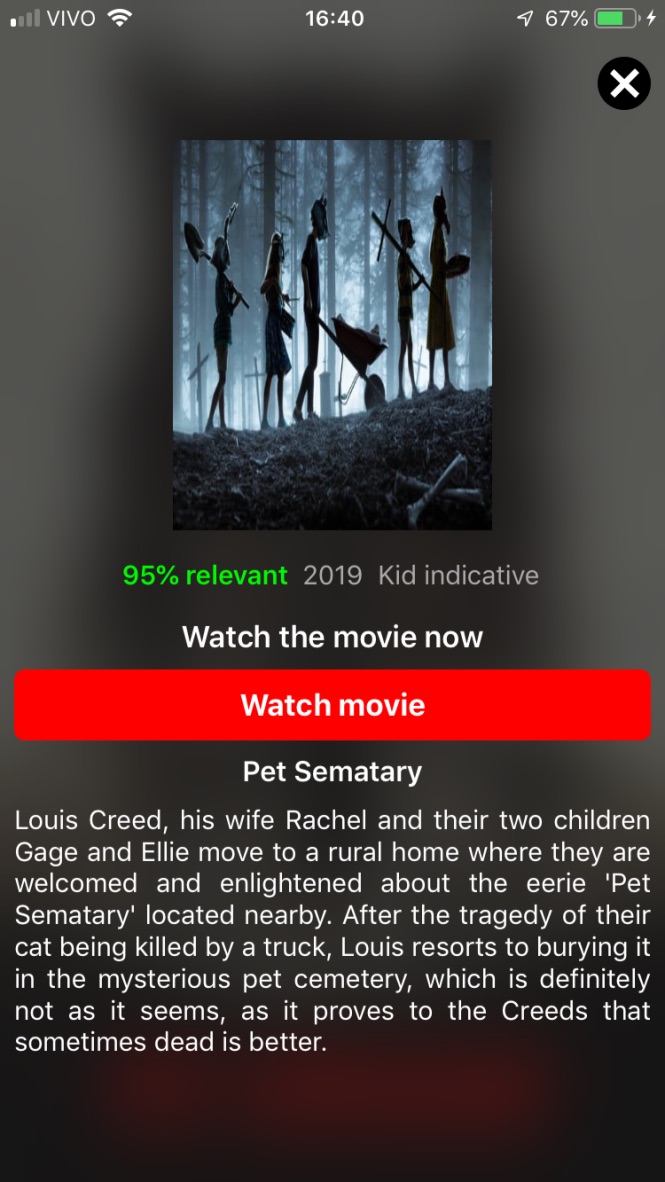 VIVO 16:40 67%
95% relevant 2019 Kid indicative
Watch the movie now
Watch movie
Pet Sematary
Louis Creed, his wife Rachel and their two children
Gage and Ellie move to a rural home where they are
welcomed and enlightened about the eerie 'Pet
Sematary' located nearby. After the tragedy of their
cat being killed by a truck, Louis resorts to burying it
in the mysterious pet cemetery, which is definitely
not as it seems, as it proves to the Creeds that
sometimes dead is better.